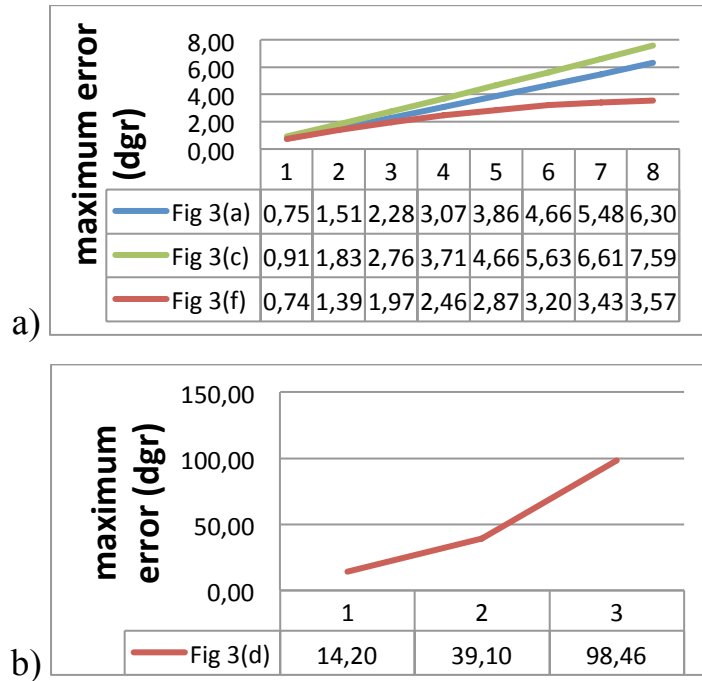 maximum error
(dgr)
8,00
6,00
4,00
2,00
0,00
1 2 3 4 5 6 7 8
Fig 3(a) 0,75 1,51 2,28 3,07 3,86 4,66 5,48 6,30
Fig 3(c) 0,91 1,83 2,76 3,71 4,66 5,63 6,61 7,59
Fig 3(f) 0,74 1,39 1,97 2,46 2,87 3,20 3,43 3,57
a)
maximum
error (dgr)
150,00
100,00
50,00
0,00
1 2 3
Fig 3(d) 14,20 39,10 98,46
b)